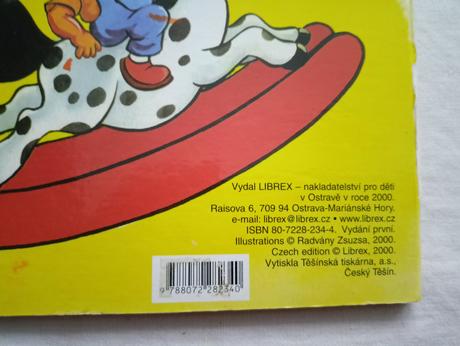 Vydal LIBREX – nakladatelství pro děti
v Ostravě v roce 2000.
Raisova 6, 709 94 Ostrava-Mariánské Hory.
e-mail: librex@librex.cz • www.librex.cz
ISBN 80-7228-234-4. Vydání první.
Illustrations © Radvány Zsuzsa, 2000.
Czech edition © Librex, 2000.
Vytiskla Těšínská tiskárna, a.s.,
Český Těšín.
9 788072 282340